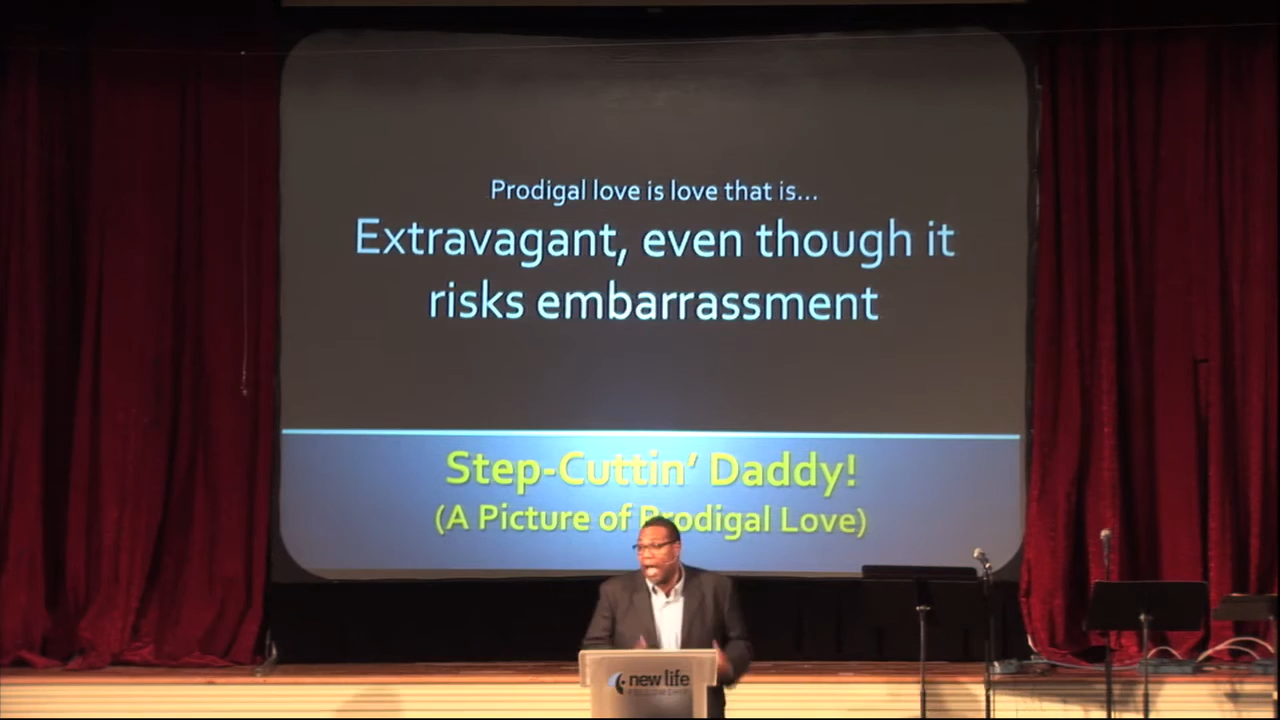 Prodigal love is love that is...
Extravagant, even though it
risks embarrassment
Step-Cuttin' Daddy!
(A Picture of Prodigal Love)
new life
FELLOWSHIP